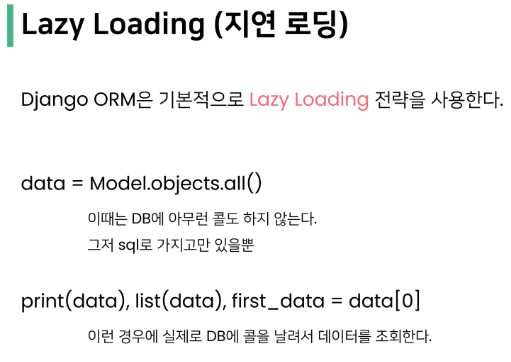 Lazy Loading (지연 로딩)
Django ORM은 기본적으로 Lazy Loading 전략을 사용한다.
data = Model.objects.all()
이때는 DB에 아무런 콜도 하지 않는다.
그저 sql로 가지고만 있을뿐
print(data), list(data), first_data = data[0]
이런 경우에 실제로 DB에 콜을 날려서 데이터를 조회한다.